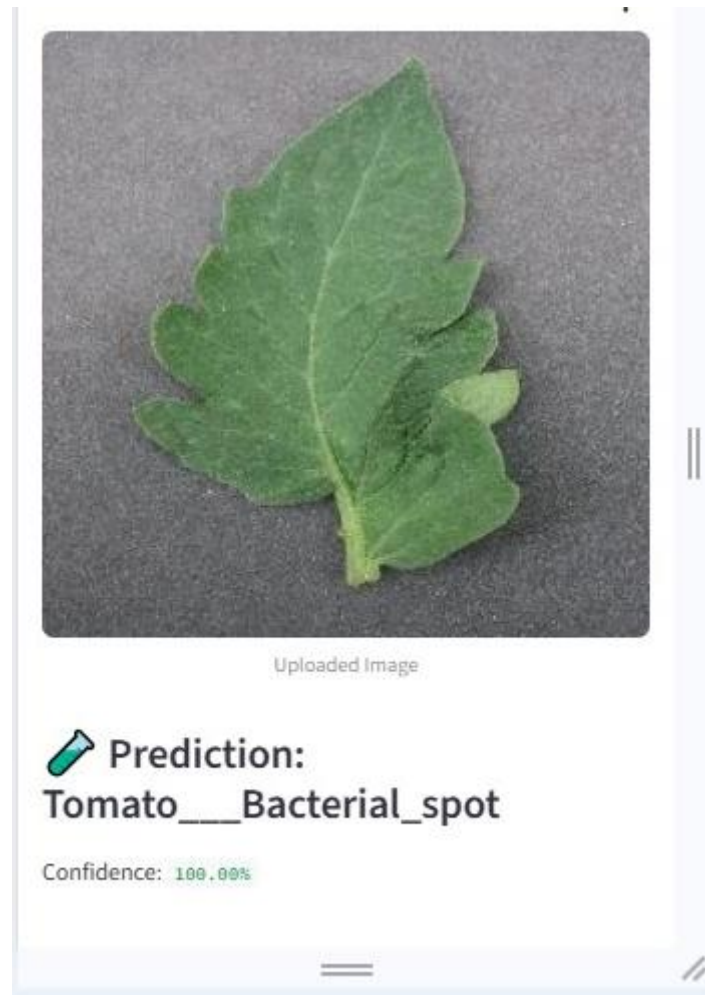 Uploaded Image
Prediction:
Tomato___Bacterial_spot
Confidence: 100.00%